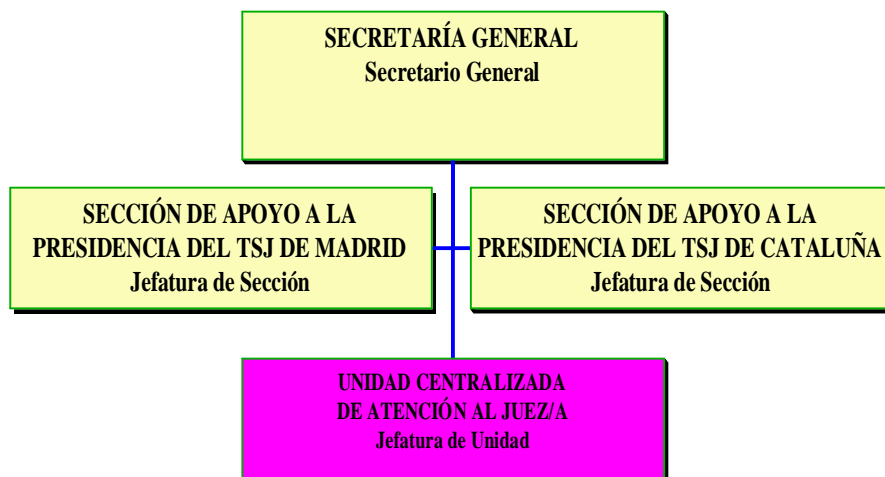 SECRETARÍA GENERAL
Secretario General
SECCIÓN DE APOYO A LA
PRESIDENCIA DEL TSJ DE MADRID
Jefatura de Sección
SECCIÓN DE APOYO A LA
PRESIDENCIA DEL TSJ DE CATALUÑA
Jefatura de Sección
UNIDAD CENTRALIZADA
DE ATENCIÓN AL JUEZ/A
Jefatura de Unidad